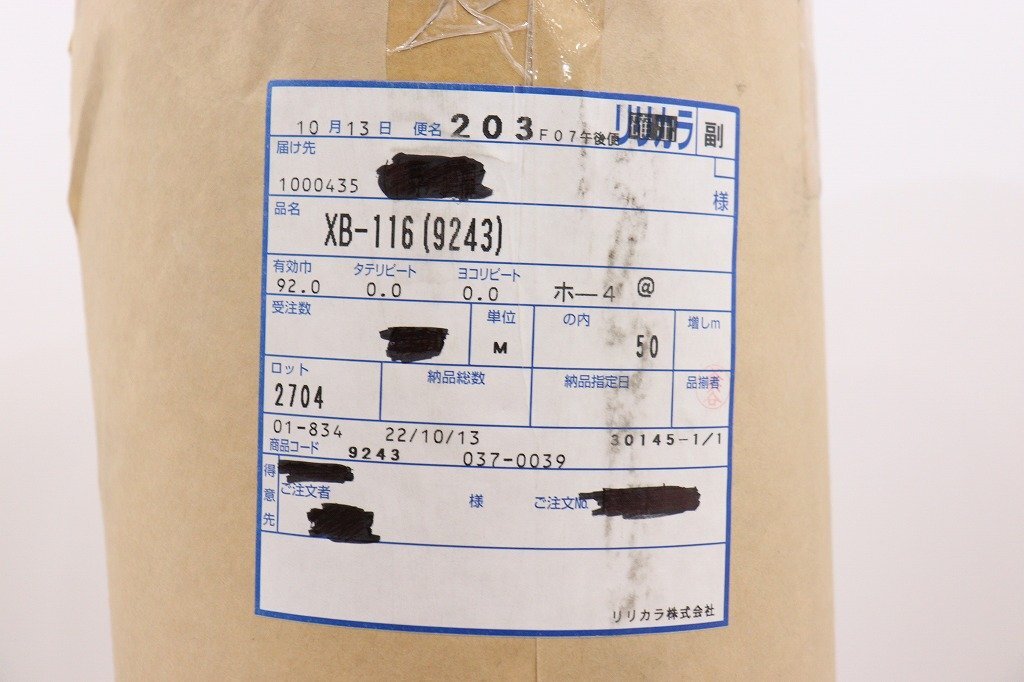 10 月 13 日 便名 203 F07午後便 リリカラ 副
届け先
1000435 様
品名
XB-116(9243)
有効巾 タテリピート ヨコリピート
92.0 0.0 0.0 ホ—4 @
受注数 単位 の内 増しm
M 50
ロット 納品総数 納品指定日 品揃者
2704
01-834 22/10/13 30145-1/1
商品コード 9243 037-0039
得意先
ご注文者 様 ご注文No.
リリカラ株式会社